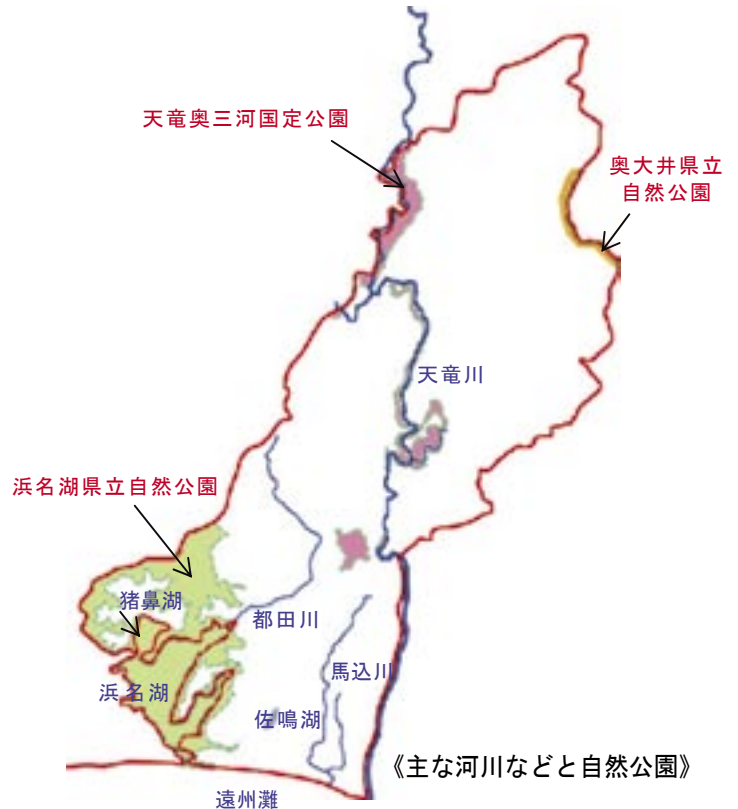 天竜奥三河国定公園
奥大井県立
自然公園
天竜川
浜名湖県立自然公園
猪鼻湖
都田川
馬込川
浜名湖
佐鳴湖
《主な河川などと自然公園》
遠州灘